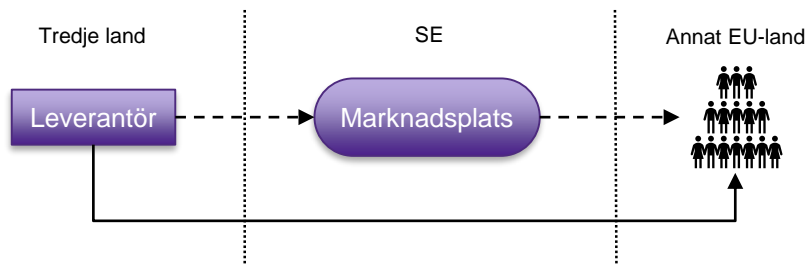 Tredje land
SE
Annat EU-land
Leverantör
Marknadsplats